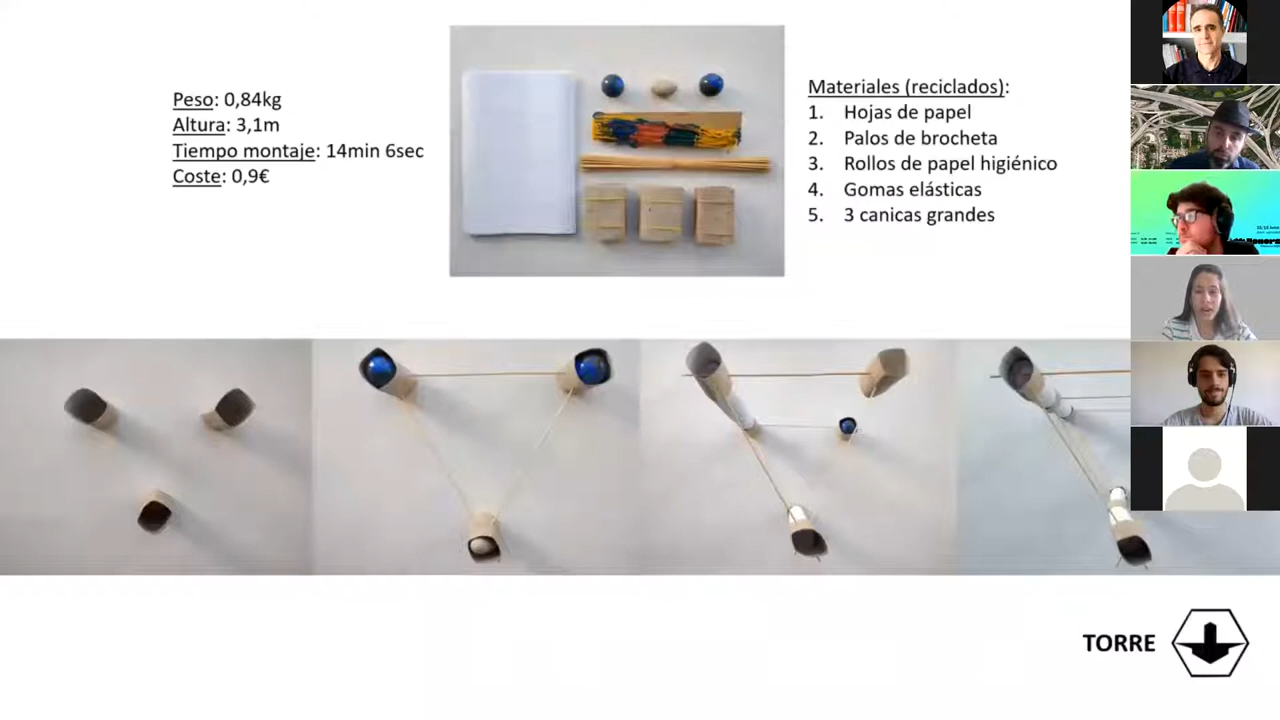 Peso: 0,84kg
Altura: 3,1m
Tiempo montaje: 14min 6sec
Coste: 0,9€
Materiales (reciclados):
1. Hojas de papel
2. Palos de brocheta
3. Rollos de papel higiénico
4. Gomas elásticas
5. 3 canicas grandes
TORRE